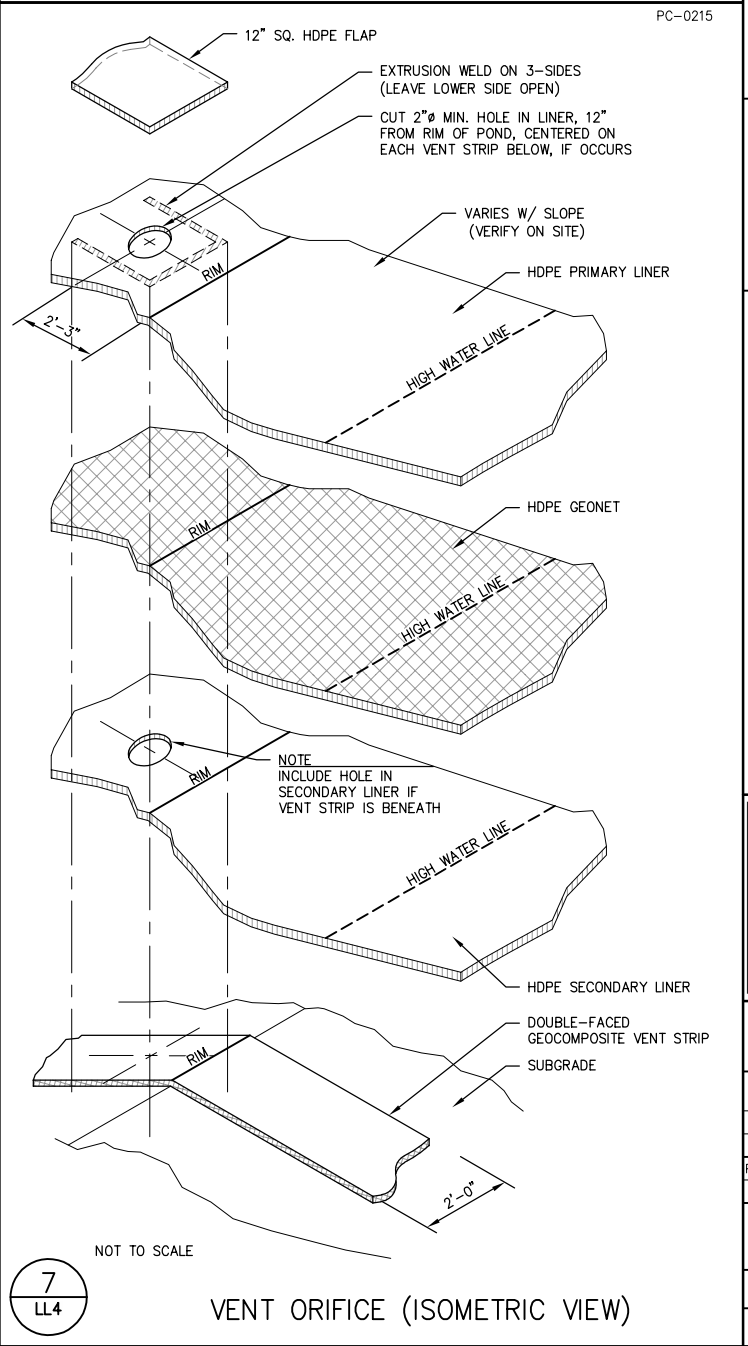 PC-0215
12" SQ. HDPE FLAP
EXTRUSION WELD ON 3-SIDES
(LEAVE LOWER SIDE OPEN)
CUT 2"ø MIN. HOLE IN LINER, 12"
FROM RIM OF POND, CENTERED ON
EACH VENT STRIP BELOW, IF OCCURS
VARIES W/ SLOPE
(VERIFY ON SITE)
HDPE PRIMARY LINER
RIM
2'-3"
HIGH WATER LINE
HDPE GEONET
RIM
HIGH WATER LINE
NOTE
INCLUDE HOLE IN
SECONDARY LINER IF
VENT STRIP IS BENEATH
RIM
HIGH WATER LINE
HDPE SECONDARY LINER
DOUBLE-FACED
GEOCOMPOSITE VENT STRIP
SUBGRADE
RIM
2'-0"
NOT TO SCALE
7
LL4
VENT ORIFICE (ISOMETRIC VIEW)